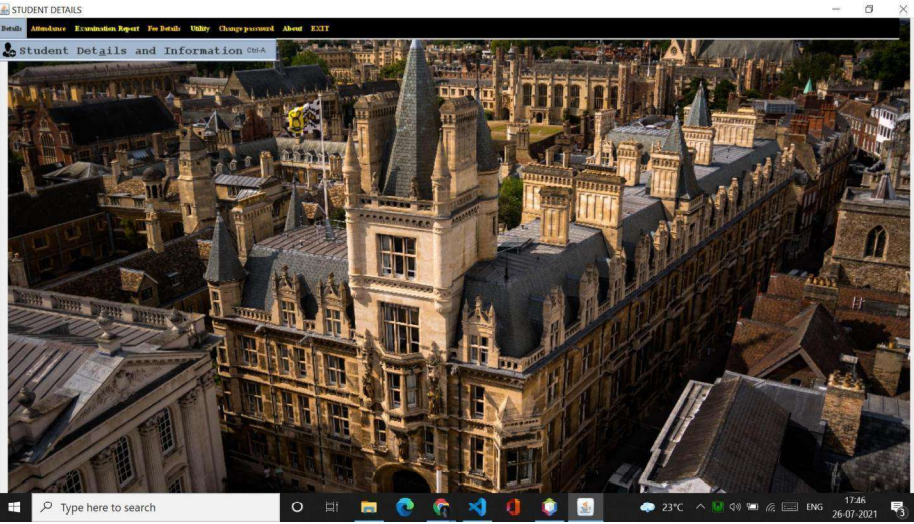 STUDENT DETAILS
Details Attendance Examination Report Fee Details Utility Change password About EXIT
Student Details and Information Ctrl-A
Type here to search
23°C
ENG
17:46
26-07-2021
3